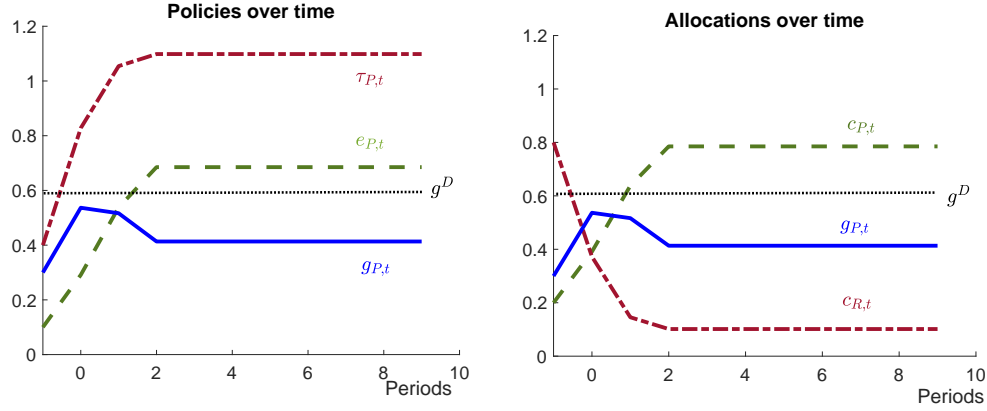 Policies over time
1.2
1
0.8
0.6
0.4
0.2
0
0 2 4 6 8 10
Periods
τ_{P,t}
e_{P,t}
g^D
g_{P,t}
Allocations over time
1.2
1
0.8
0.6
0.4
0.2
0
0 2 4 6 8 10
Periods
c_{P,t}
g^D
g_{P,t}
c_{R,t}